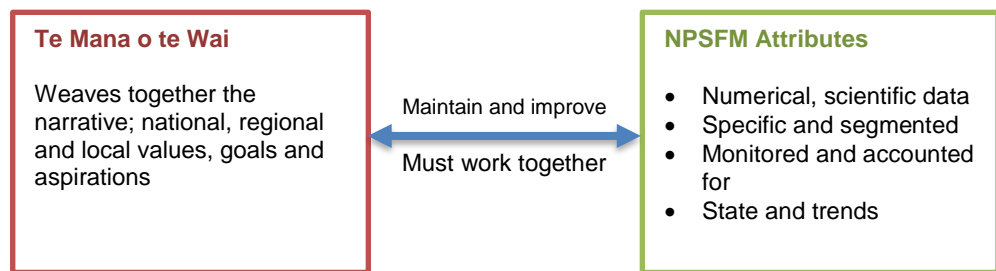 Te Mana o te Wai
Weaves together the
narrative; national, regional
and local values, goals and
aspirations
Maintain and improve
Must work together
NPSFM Attributes
• Numerical, scientific data
• Specific and segmented
• Monitored and accounted
for
• State and trends